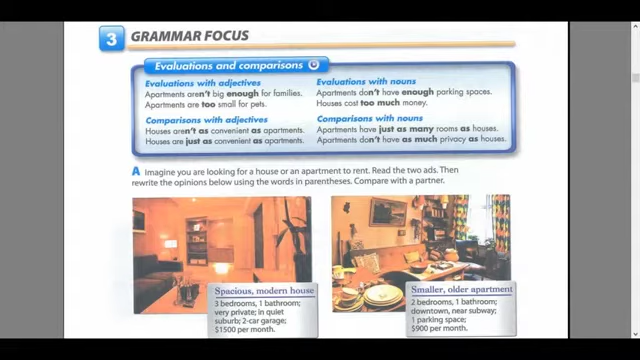 3 GRAMMAR FOCUS
Evaluations and comparisons
Evaluations with adjectives
Apartments aren't big enough for families.
Apartments are too small for pets.
Comparisons with adjectives
Houses aren't as convenient as apartments.
Houses are just as convenient as apartments.
Evaluations with nouns
Apartments don't have enough parking spaces.
Houses cost too much money.
Comparisons with nouns
Apartments have just as many rooms as houses.
Apartments don't have as much privacy as houses.
A Imagine you are looking for a house or an apartment to rent. Read the two ads. Then
rewrite the opinions below using the words in parentheses. Compare with a partner.
Spacious, modern house
3 bedrooms, 1 bathroom;
very private; in quiet
suburb; 2-car garage;
$1500 per month.
Smaller, older apartment
2 bedrooms, 1 bathroom;
downtown, near subway;
1 parking space;
$900 per month.